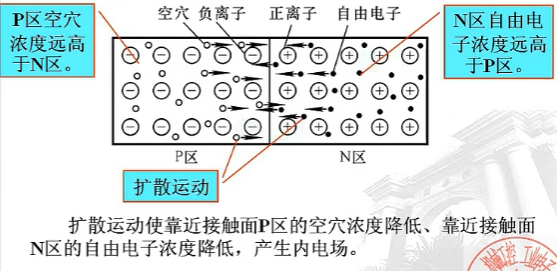 P区空穴
浓度远高
于N区。
空穴 负离子 正离子 自由电子
N区自由电
子浓度远高
于P区。
P区 N区
扩散运动
扩散运动使靠近接触面P区的空穴浓度降低、靠近接触面
N区的自由电子浓度降低，产生内电场。